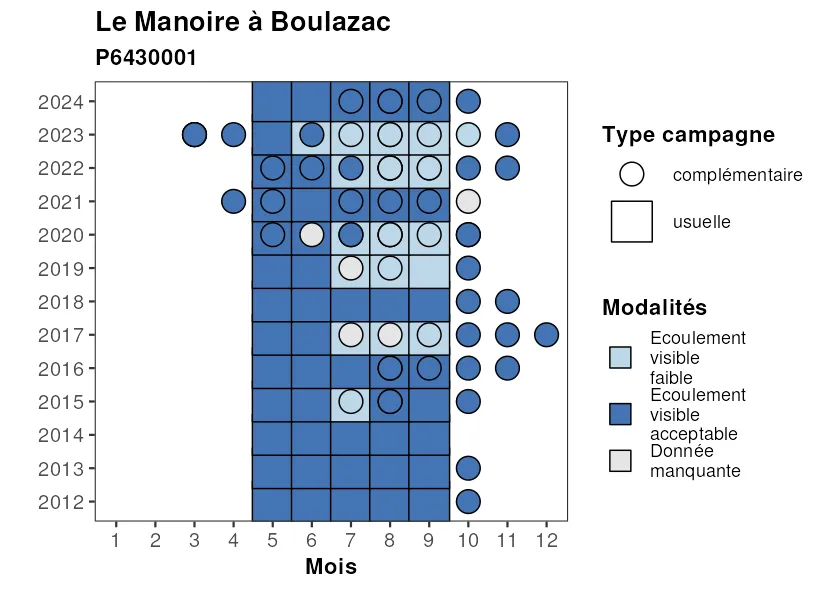 Le Manoire à Boulazac
P6430001
2024
2023
2022
2021
2020
2019
2018
2017
2016
2015
2014
2013
2012
1 2 3 4 5 6 7 8 9 10 11 12
Mois
Type campagne
complémentaire
usuelle
Modalités
Ecoulement
visible
faible
Ecoulement
visible
acceptable
Donnée
manquante